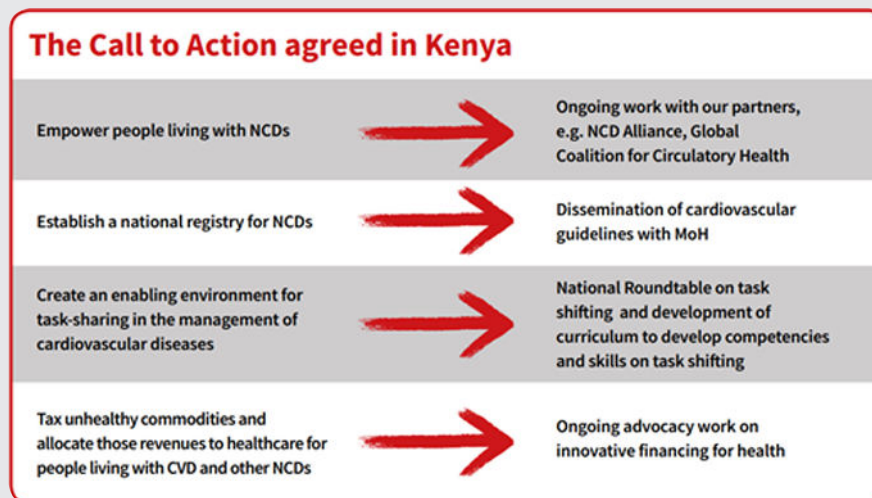 The Call to Action agreed in Kenya
Empower people living with NCDs
Ongoing work with our partners,
e.g. NCD Alliance, Global
Coalition for Circulatory Health
Establish a national registry for NCDs
Dissemination of cardiovascular
guidelines with MoH
Create an enabling environment for
task-sharing in the management of
cardiovascular diseases
National Roundtable on task
shifting and development of
curriculum to develop competencies
and skills on task shifting
Tax unhealthy commodities and
allocate those revenues to healthcare for
people living with CVD and other NCDs
Ongoing advocacy work on
innovative financing for health